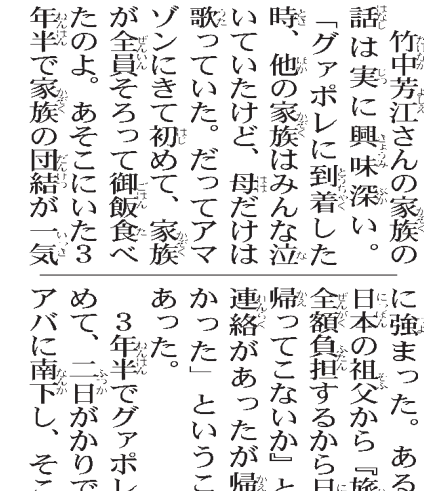 竹中芳江さんの家族の
話は実に興味深い。
「グァポレに到着した
時、他の家族はみんな泣
いていたけど、母だけは
歌っていた。だってアマ
ゾンにきて初めて、家族
が全員そろって御飯食べ
たのよ。あそこにいた3
年半で家族の団結が一気
に強まった。ある
日本の祖父から『旅
全額負担するから日
帰ってこないか』と
連絡があったが帰
かった」というこ
あった。
3年半でグァポレ
めて、二日がかりで
アバに南下し、そこ